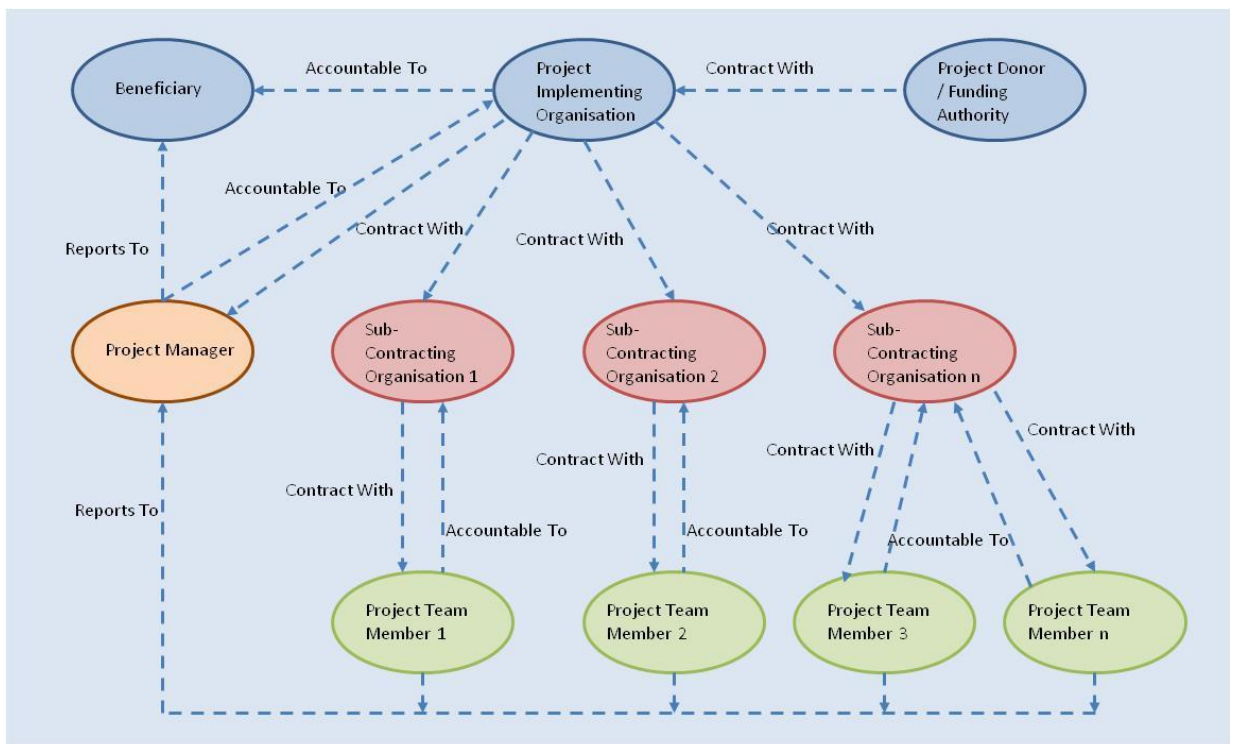 Accountable To
Contract With
Beneficiary
Project
Implementing
Organisation
Project Donor
/ Funding
Authority
Accountable To
Reports To
Contract With
Contract With
Contract With
Project Manager
Sub-
Contracting
Organisation 1
Sub-
Contracting
Organisation 2
Sub-
Contracting
Organisation n
Contract With
Contract With
Contract With
Contract With
Reports To
Accountable To
Accountable To
Accountable To
Project Team
Member 1
Project Team
Member 2
Project Team
Member 3
Project Team
Member n